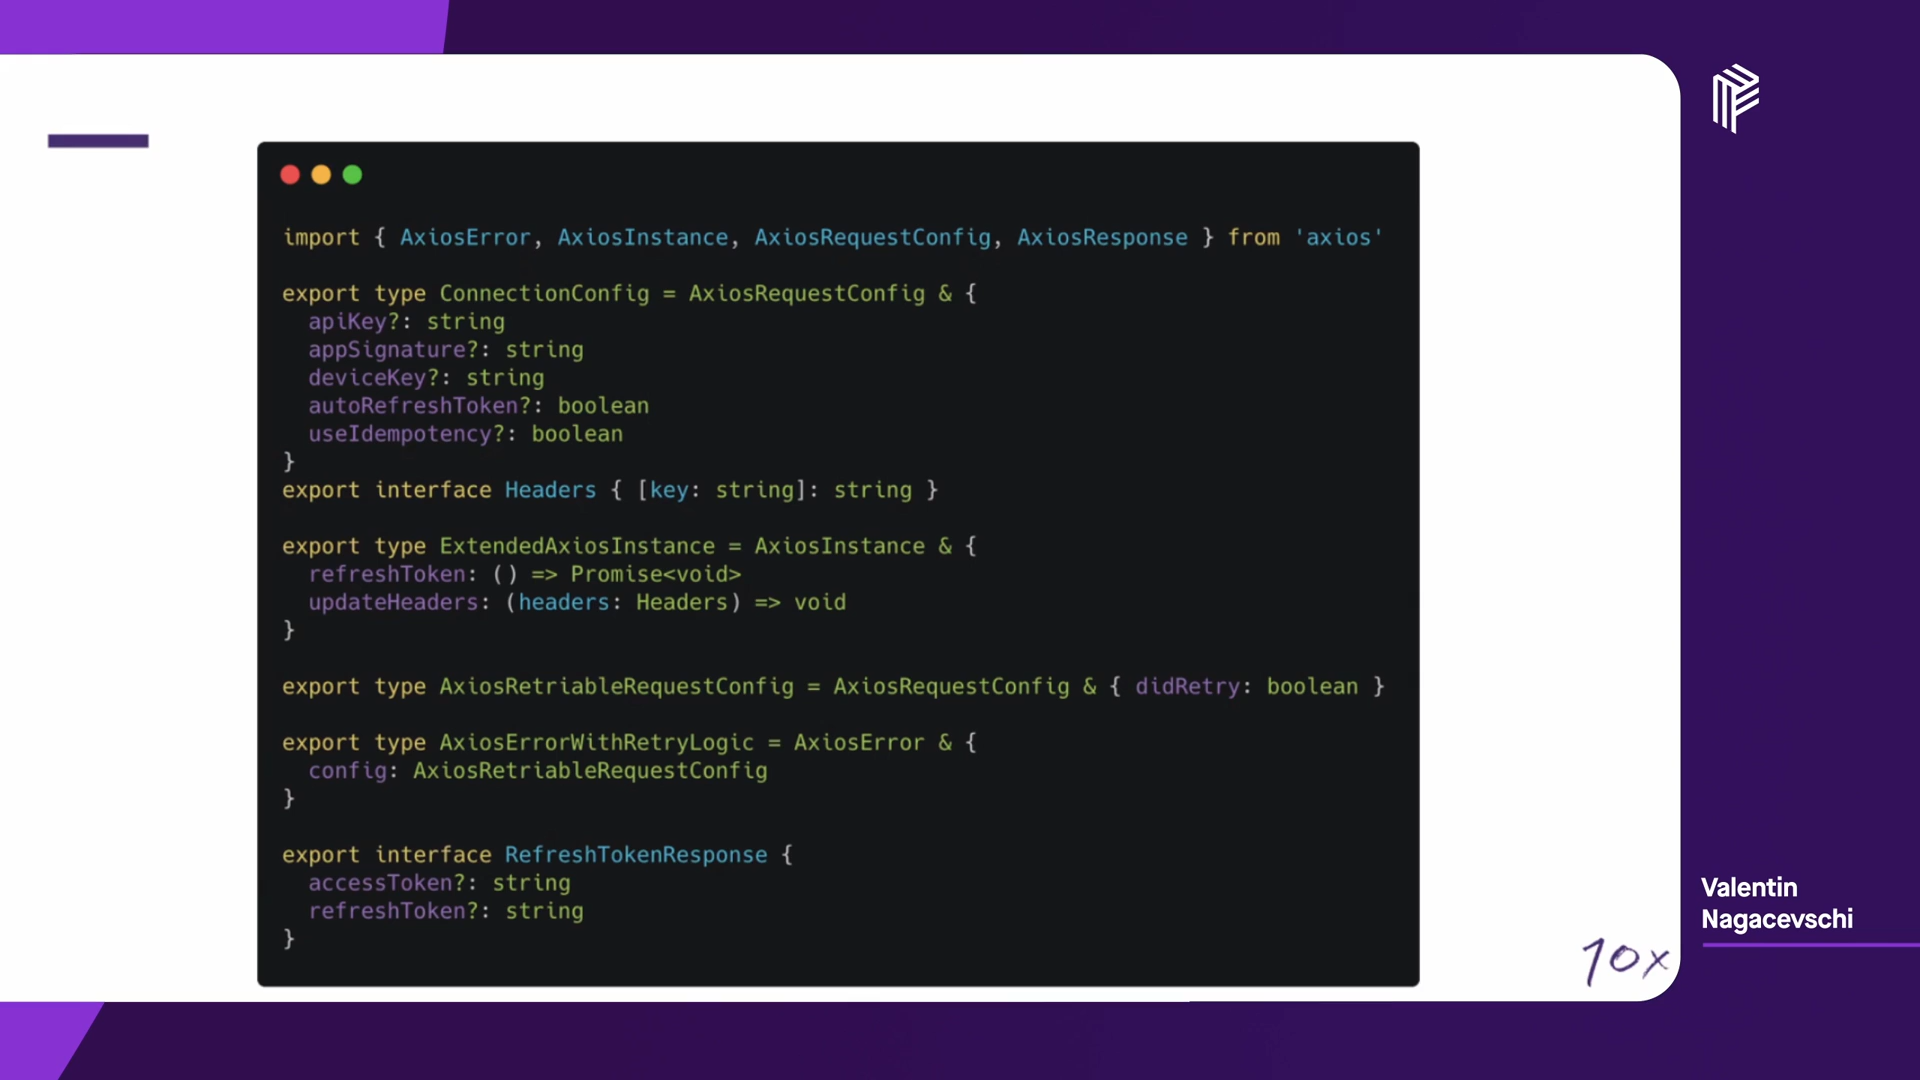 import { AxiosError, AxiosInstance, AxiosRequestConfig, AxiosResponse } from 'axios'
export type ConnectionConfig = AxiosRequestConfig & {
  apiKey?: string
  appSignature?: string
  deviceKey?: string
  autoRefreshToken?: boolean
  useIdempotency?: boolean
}
export interface Headers { [key: string]: string }
export type ExtendedAxiosInstance = AxiosInstance & {
  refreshToken: () => Promise<void>
  updateHeaders: (headers: Headers) => void
}
export type AxiosRetriableRequestConfig = AxiosRequestConfig & { didRetry: boolean }
export type AxiosErrorWithRetryLogic = AxiosError & {
  config: AxiosRetriableRequestConfig
}
export interface RefreshTokenResponse {
  accessToken?: string
  refreshToken?: string
}
Valentin
Nagacevschi
10x